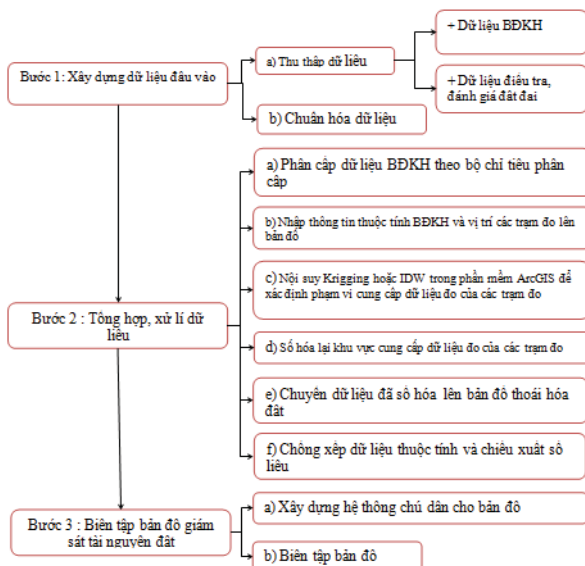 Bước 1 : Xây dựng dữ liệu đầu vào
a) Thu thập dữ liệu
+ Dữ liệu BĐKH
+ Dữ liệu điều tra,
đánh giá đất đai
b) Chuẩn hóa dữ liệu
Bước 2 : Tổng hợp, xử lí dữ
liệu
a) Phân cấp dữ liệu BĐKH theo bộ chỉ tiêu phân
cấp
b) Nhập thông tin thuộc tính BĐKH và vị trí các trạm đo lên
bản đồ
c) Nội suy Krigging hoặc IDW trong phần mềm ArcGIS để
xác định phạm vi cung cấp dữ liệu đo của các trạm đo
d) Số hóa lại khu vực cung cấp dữ liệu đo của các trạm đo
e) Chuyển dữ liệu đã số hóa lên bản đồ thoái hóa
đất
f) Chồng xếp dữ liệu thuộc tính và chiết xuất số
liệu
Bước 3 : Biên tập bản đồ giám
sát tài nguyên đất
a) Xây dựng hệ thống chú dẫn cho bản đồ
b) Biên tập bản đồ